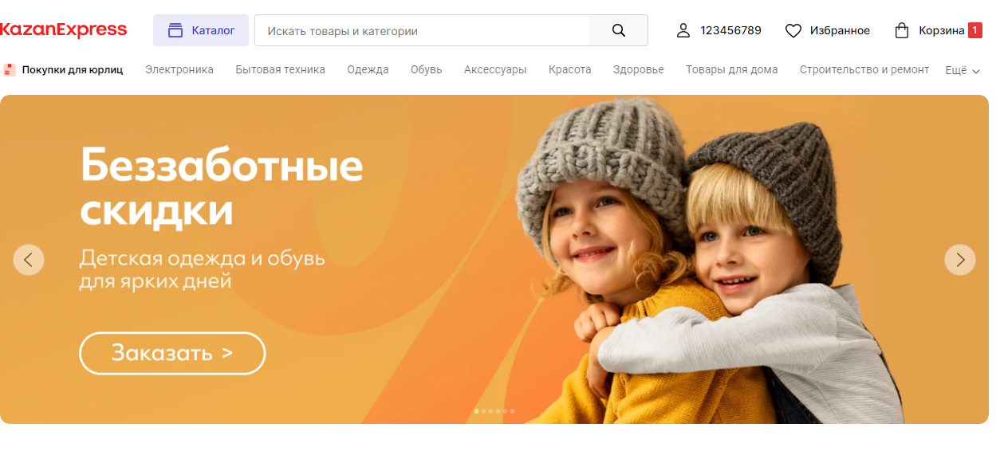 KazanExpress
Каталог
Искать товары и категории
123456789
Избранное
Корзина 1
Покупки для юрлиц
Электроника
Бытовая техника
Одежда
Обувь
Аксессуары
Красота
Здоровье
Товары для дома
Строительство и ремонт
Ещё
Беззаботные
скидки
Детская одежда и обувь
для ярких дней
Заказать >